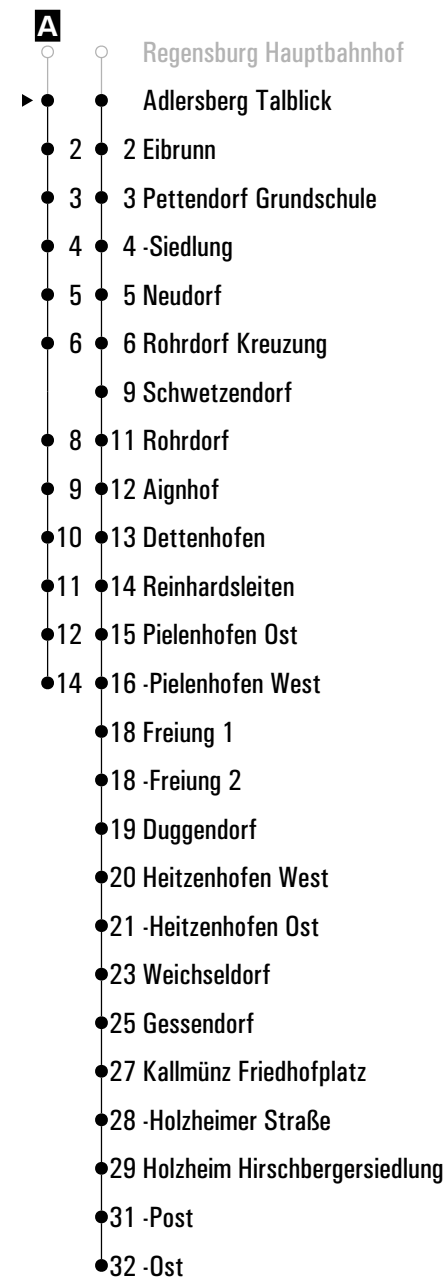 A
Regensburg Hauptbahnhof
Adlersberg Talblick
2 2 Eibrunn
3 3 Pettendorf Grundschule
4 4 -Siedlung
5 5 Neudorf
6 6 Rohrdorf Kreuzung
9 Schwetzendorf
8 11 Rohrdorf
9 12 Aignhof
10 13 Dettenhofen
11 14 Reinhardsleiten
12 15 Pielenhofen Ost
14 16 -Pielenhofen West
18 Freiung 1
18 -Freiung 2
19 Duggendorf
20 Heitzenhofen West
21 -Heitzenhofen Ost
23 Weichseldorf
25 Gessendorf
27 Kallmünz Friedhofplatz
28 -Holzheimer Straße
29 Holzheim Hirschbergersiedlung
31 -Post
32 -Ost